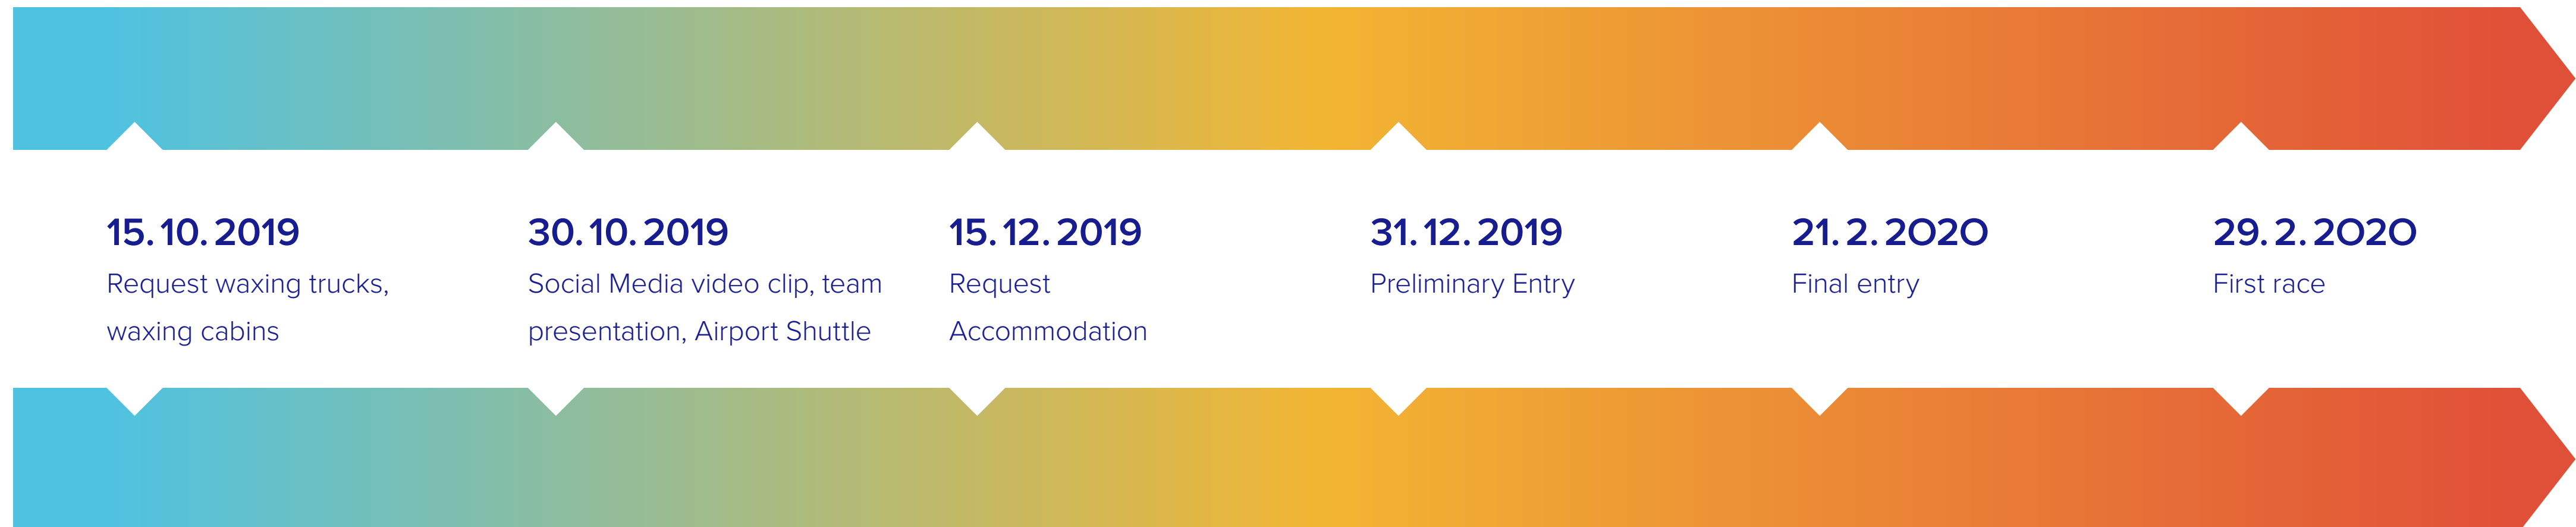 15. 10. 2019
Request waxing trucks,
waxing cabins
30. 10. 2019
Social Media video clip, team
presentation, Airport Shuttle
15. 12. 2019
Request
Accommodation
31. 12. 2019
Preliminary Entry
21. 2. 2020
Final entry
29. 2. 2020
First race